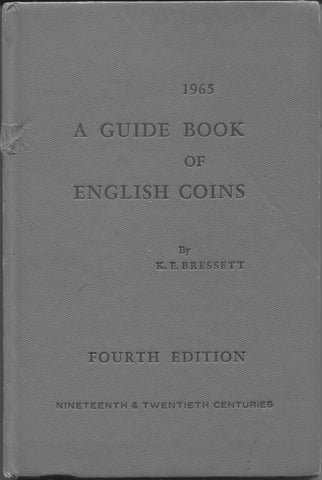 1965
A GUIDE BOOK
OF
ENGLISH COINS
By
K. E. BRESSETT
FOURTH EDITION
NINETEENTH & TWENTIETH CENTURIES